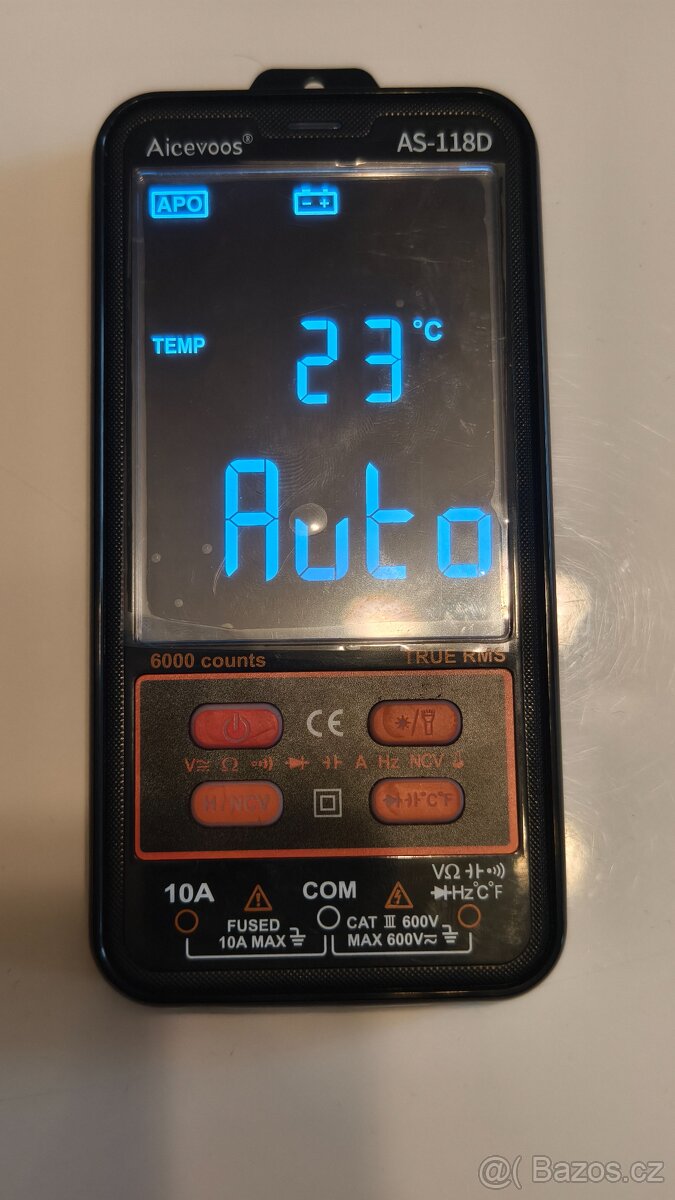 Aicevoos® AS-118D
APO - +
TEMP 23 °C
Auto
6000 counts TRUE RMS
CE
V Ω A Hz NCV
H / NCV °C°F
10A COM VΩ
Hz°C°F
FUSED CAT III 600V
10A MAX MAX 600V
@( Bazos.cz